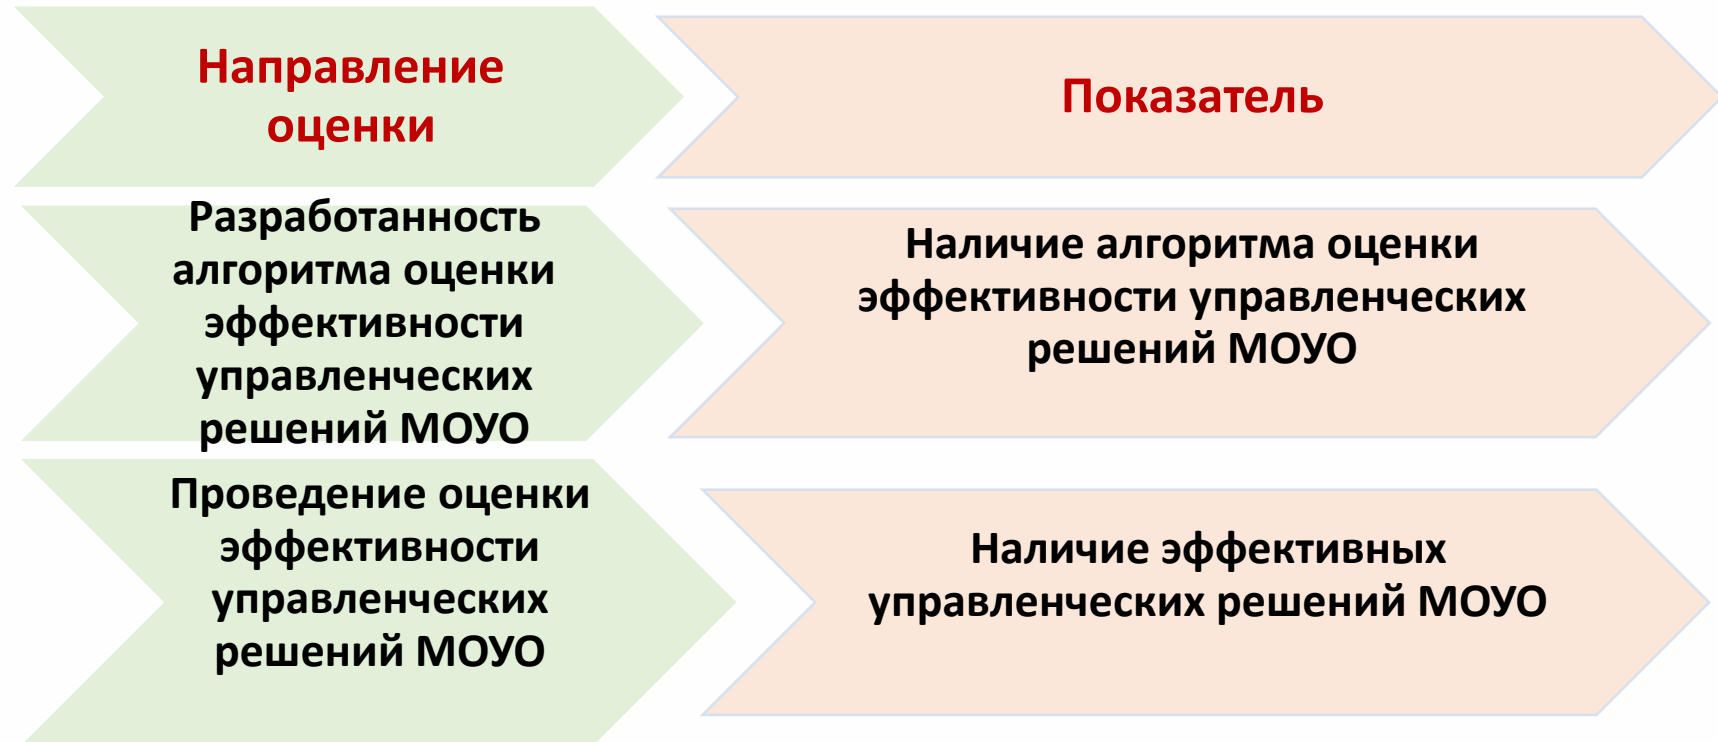 Направление
оценки
Показатель
Разработанность
алгоритма оценки
эффективности
управленческих
решений МОУО
Наличие алгоритма оценки
эффективности управленческих
решений МОУО
Проведение оценки
эффективности
управленческих
решений МОУО
Наличие эффективных
управленческих решений МОУО